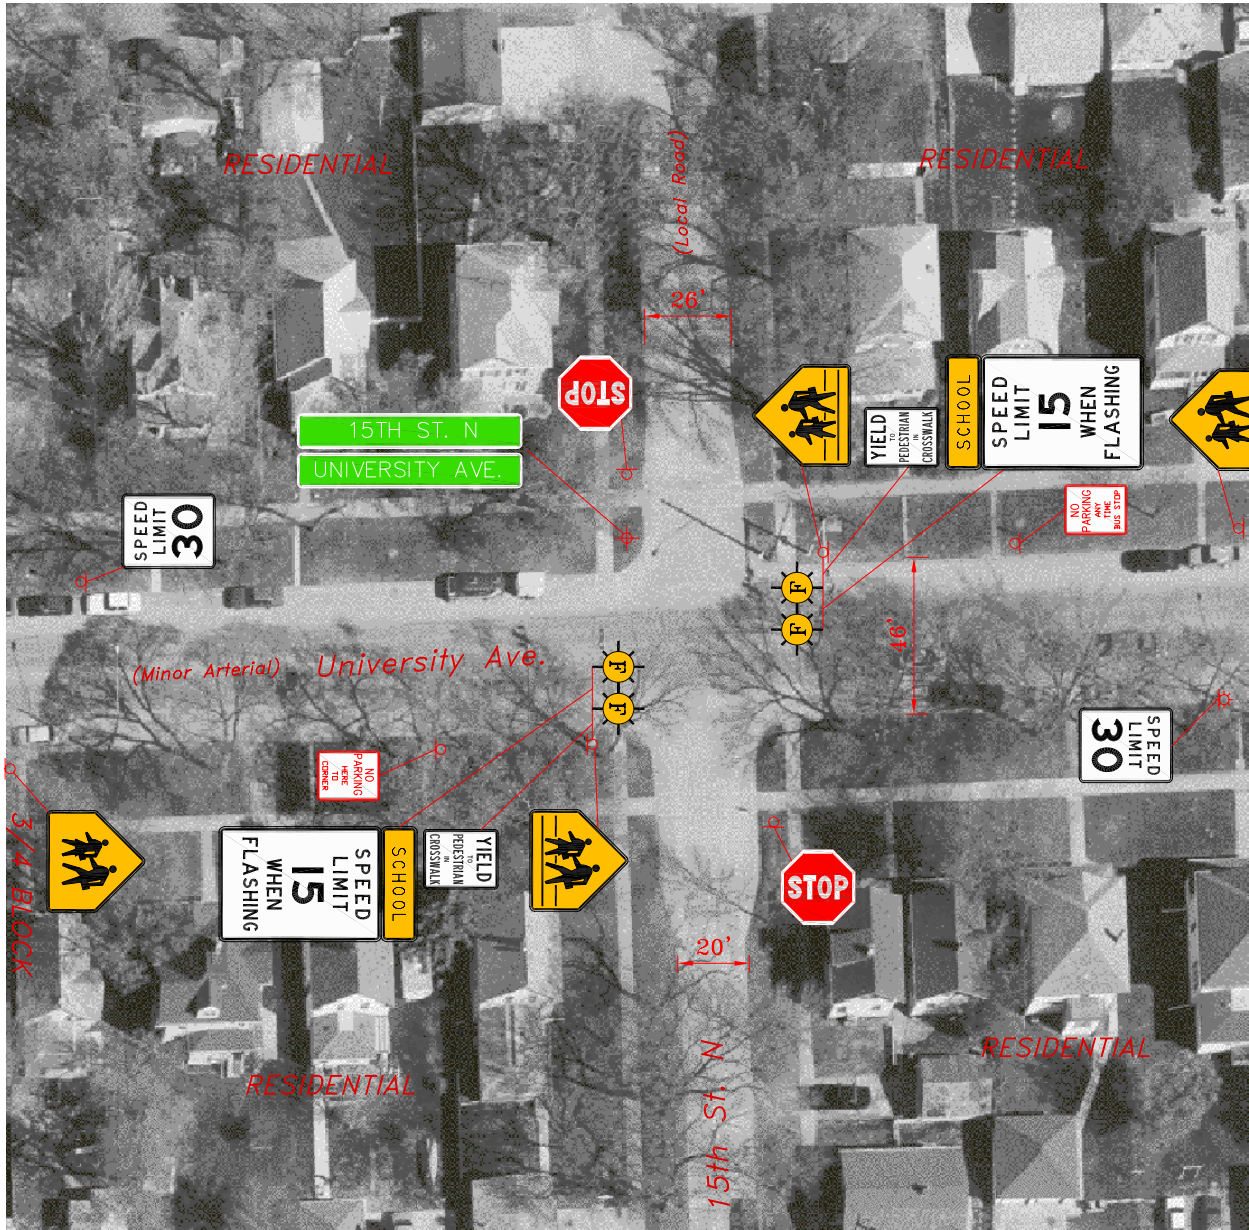 RESIDENTIAL
RESIDENTIAL
(Local Road)
26'
STOP
15TH ST. N
UNIVERSITY AVE.
SPEED
LIMIT
30
YIELD
TO
PEDESTRIAN
IN
CROSSWALK
SCHOOL
SPEED
LIMIT
15
WHEN
FLASHING
NO
PARKING
ANY
TIME
BUS STOP
F
F
46'
(Minor Arterial)
University Ave.
F
F
SPEED
LIMIT
30
NO
PARKING
HERE
TO
CORNER
3/4 BLOCK
SCHOOL
SPEED
LIMIT
15
WHEN
FLASHING
YIELD
TO
PEDESTRIAN
IN
CROSSWALK
STOP
20'
15th St. N
RESIDENTIAL
RESIDENTIAL